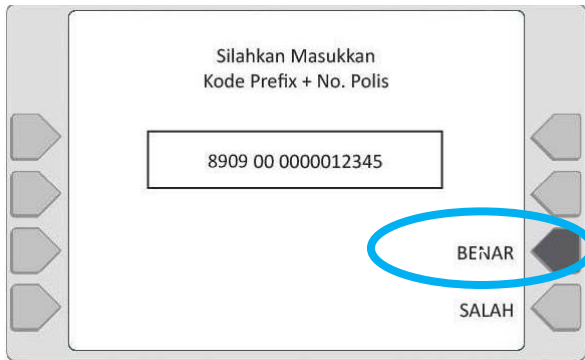 Silahkan Masukkan
Kode Prefix + No. Polis
8909 00 0000012345
BENAR
SALAH